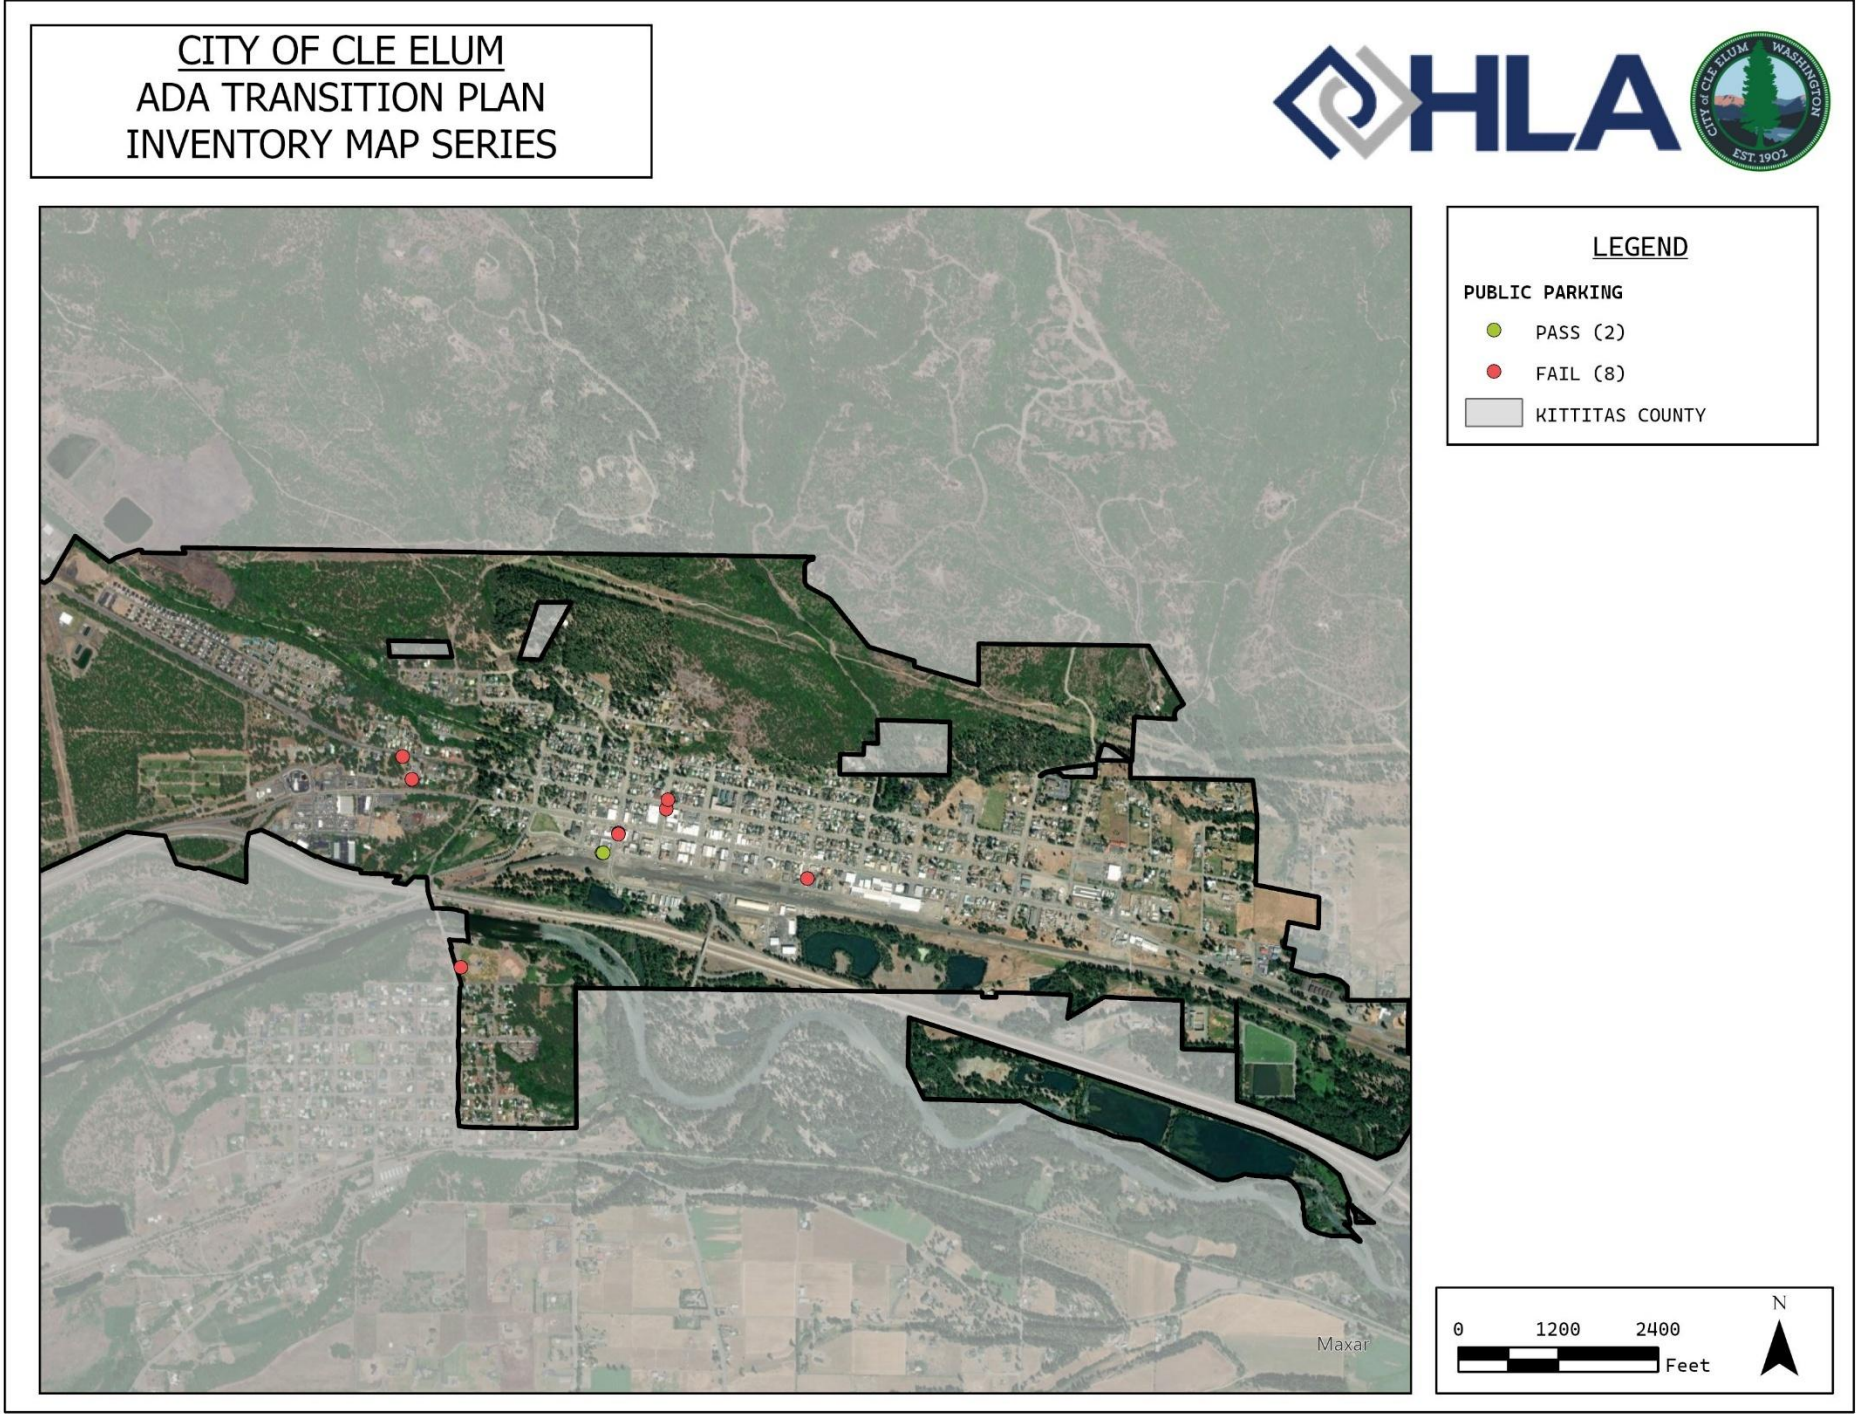 CITY OF CLE ELUM
ADA TRANSITION PLAN
INVENTORY MAP SERIES
HLA
CITY of CLE ELUM WASHINGTON
EST. 1902
LEGEND
PUBLIC PARKING
PASS (2)
FAIL (8)
KITTITAS COUNTY
Maxar
N
0 1200 2400
Feet